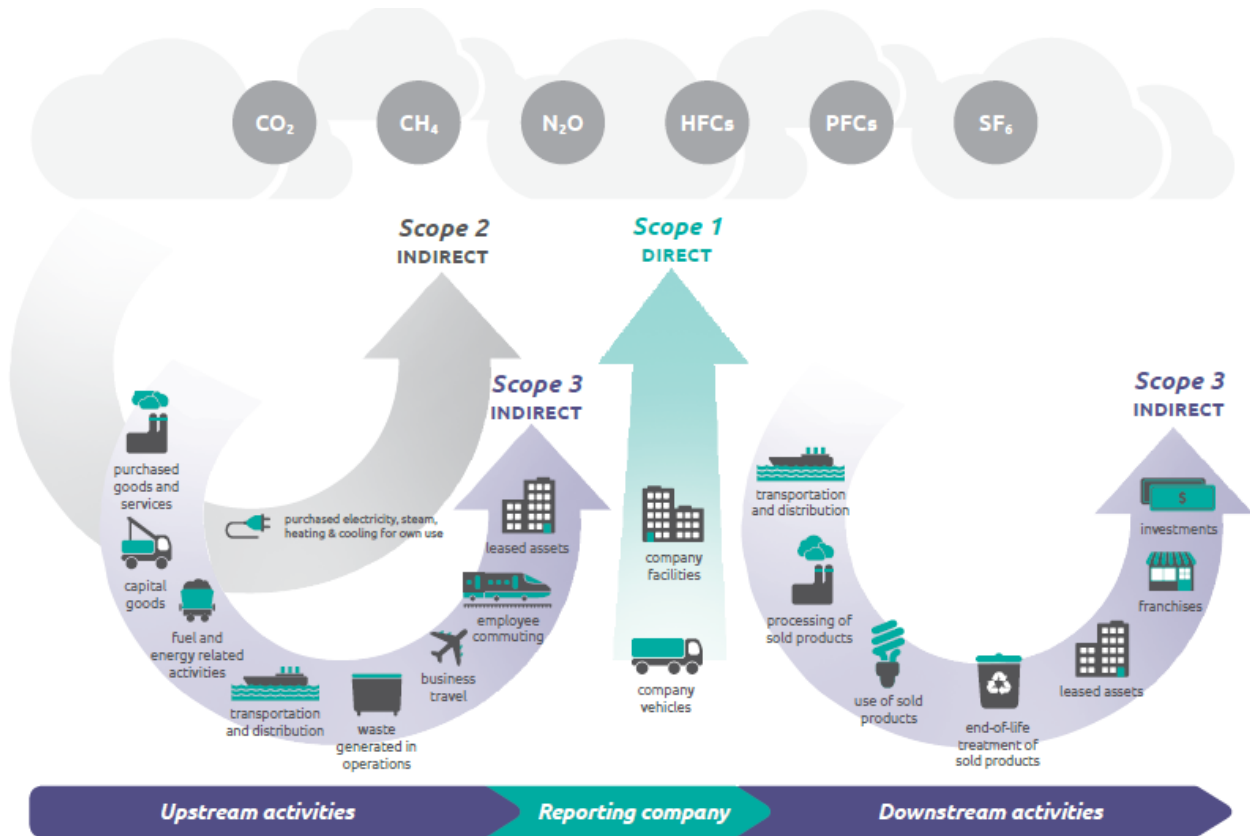 CO₂
CH₄
N₂O
HFCs
PFCs
SF₆
Scope 2
INDIRECT
Scope 1
DIRECT
Scope 3
INDIRECT
Scope 3
INDIRECT
purchased
goods and
services
capital
goods
fuel and
energy related
activities
transportation
and distribution
waste
generated in
operations
business
travel
employee
commuting
leased assets
purchased electricity, steam,
heating & cooling for own use
company
facilities
company
vehicles
transportation
and distribution
processing of
sold products
use of sold
products
end-of-life
treatment of
sold products
leased assets
franchises
$
investments
Upstream activities
Reporting company
Downstream activities